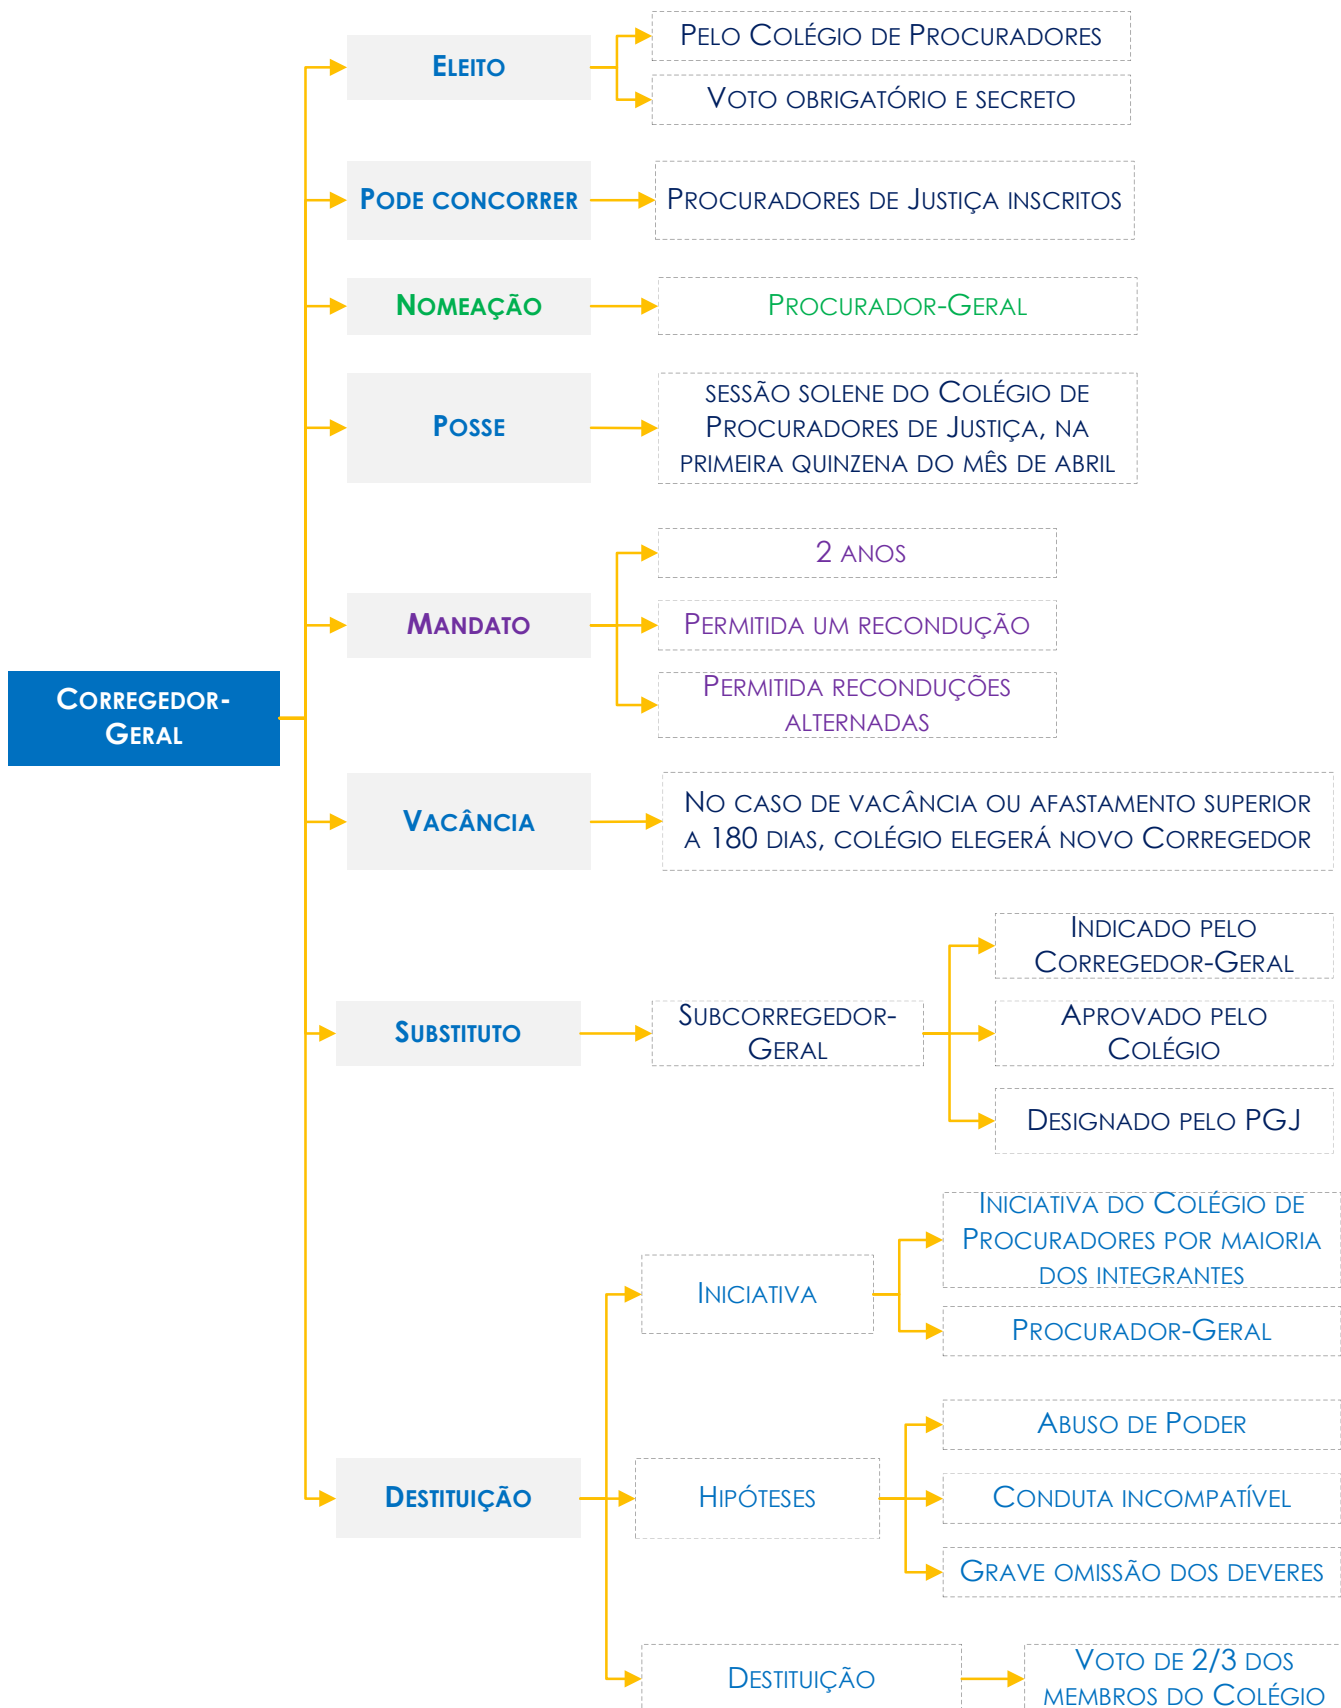 Corregedor-
Geral
Eleito
Pelo Colégio de Procuradores
Voto obrigatório e secreto
Pode concorrer
Procuradores de Justiça inscritos
Nomeação
Procurador-Geral
Posse
sessão solene do Colégio de
Procuradores de Justiça, na
primeira quinzena do mês de abril
Mandato
2 anos
Permitida um recondução
Permitida reconduções
alternadas
Vacância
No caso de vacância ou afastamento superior
a 180 dias, colégio elegerá novo Corregedor
Substituto
Subcorregedor-
Geral
Indicado pelo
Corregedor-Geral
Aprovado pelo
Colégio
Designado pelo PGJ
Destituição
Iniciativa
Iniciativa do Colégio de
Procuradores por maioria
dos integrantes
Procurador-Geral
Hipóteses
Abuso de Poder
Conduta incompatível
Grave omissão dos deveres
Destituição
Voto de 2/3 dos
membros do Colégio